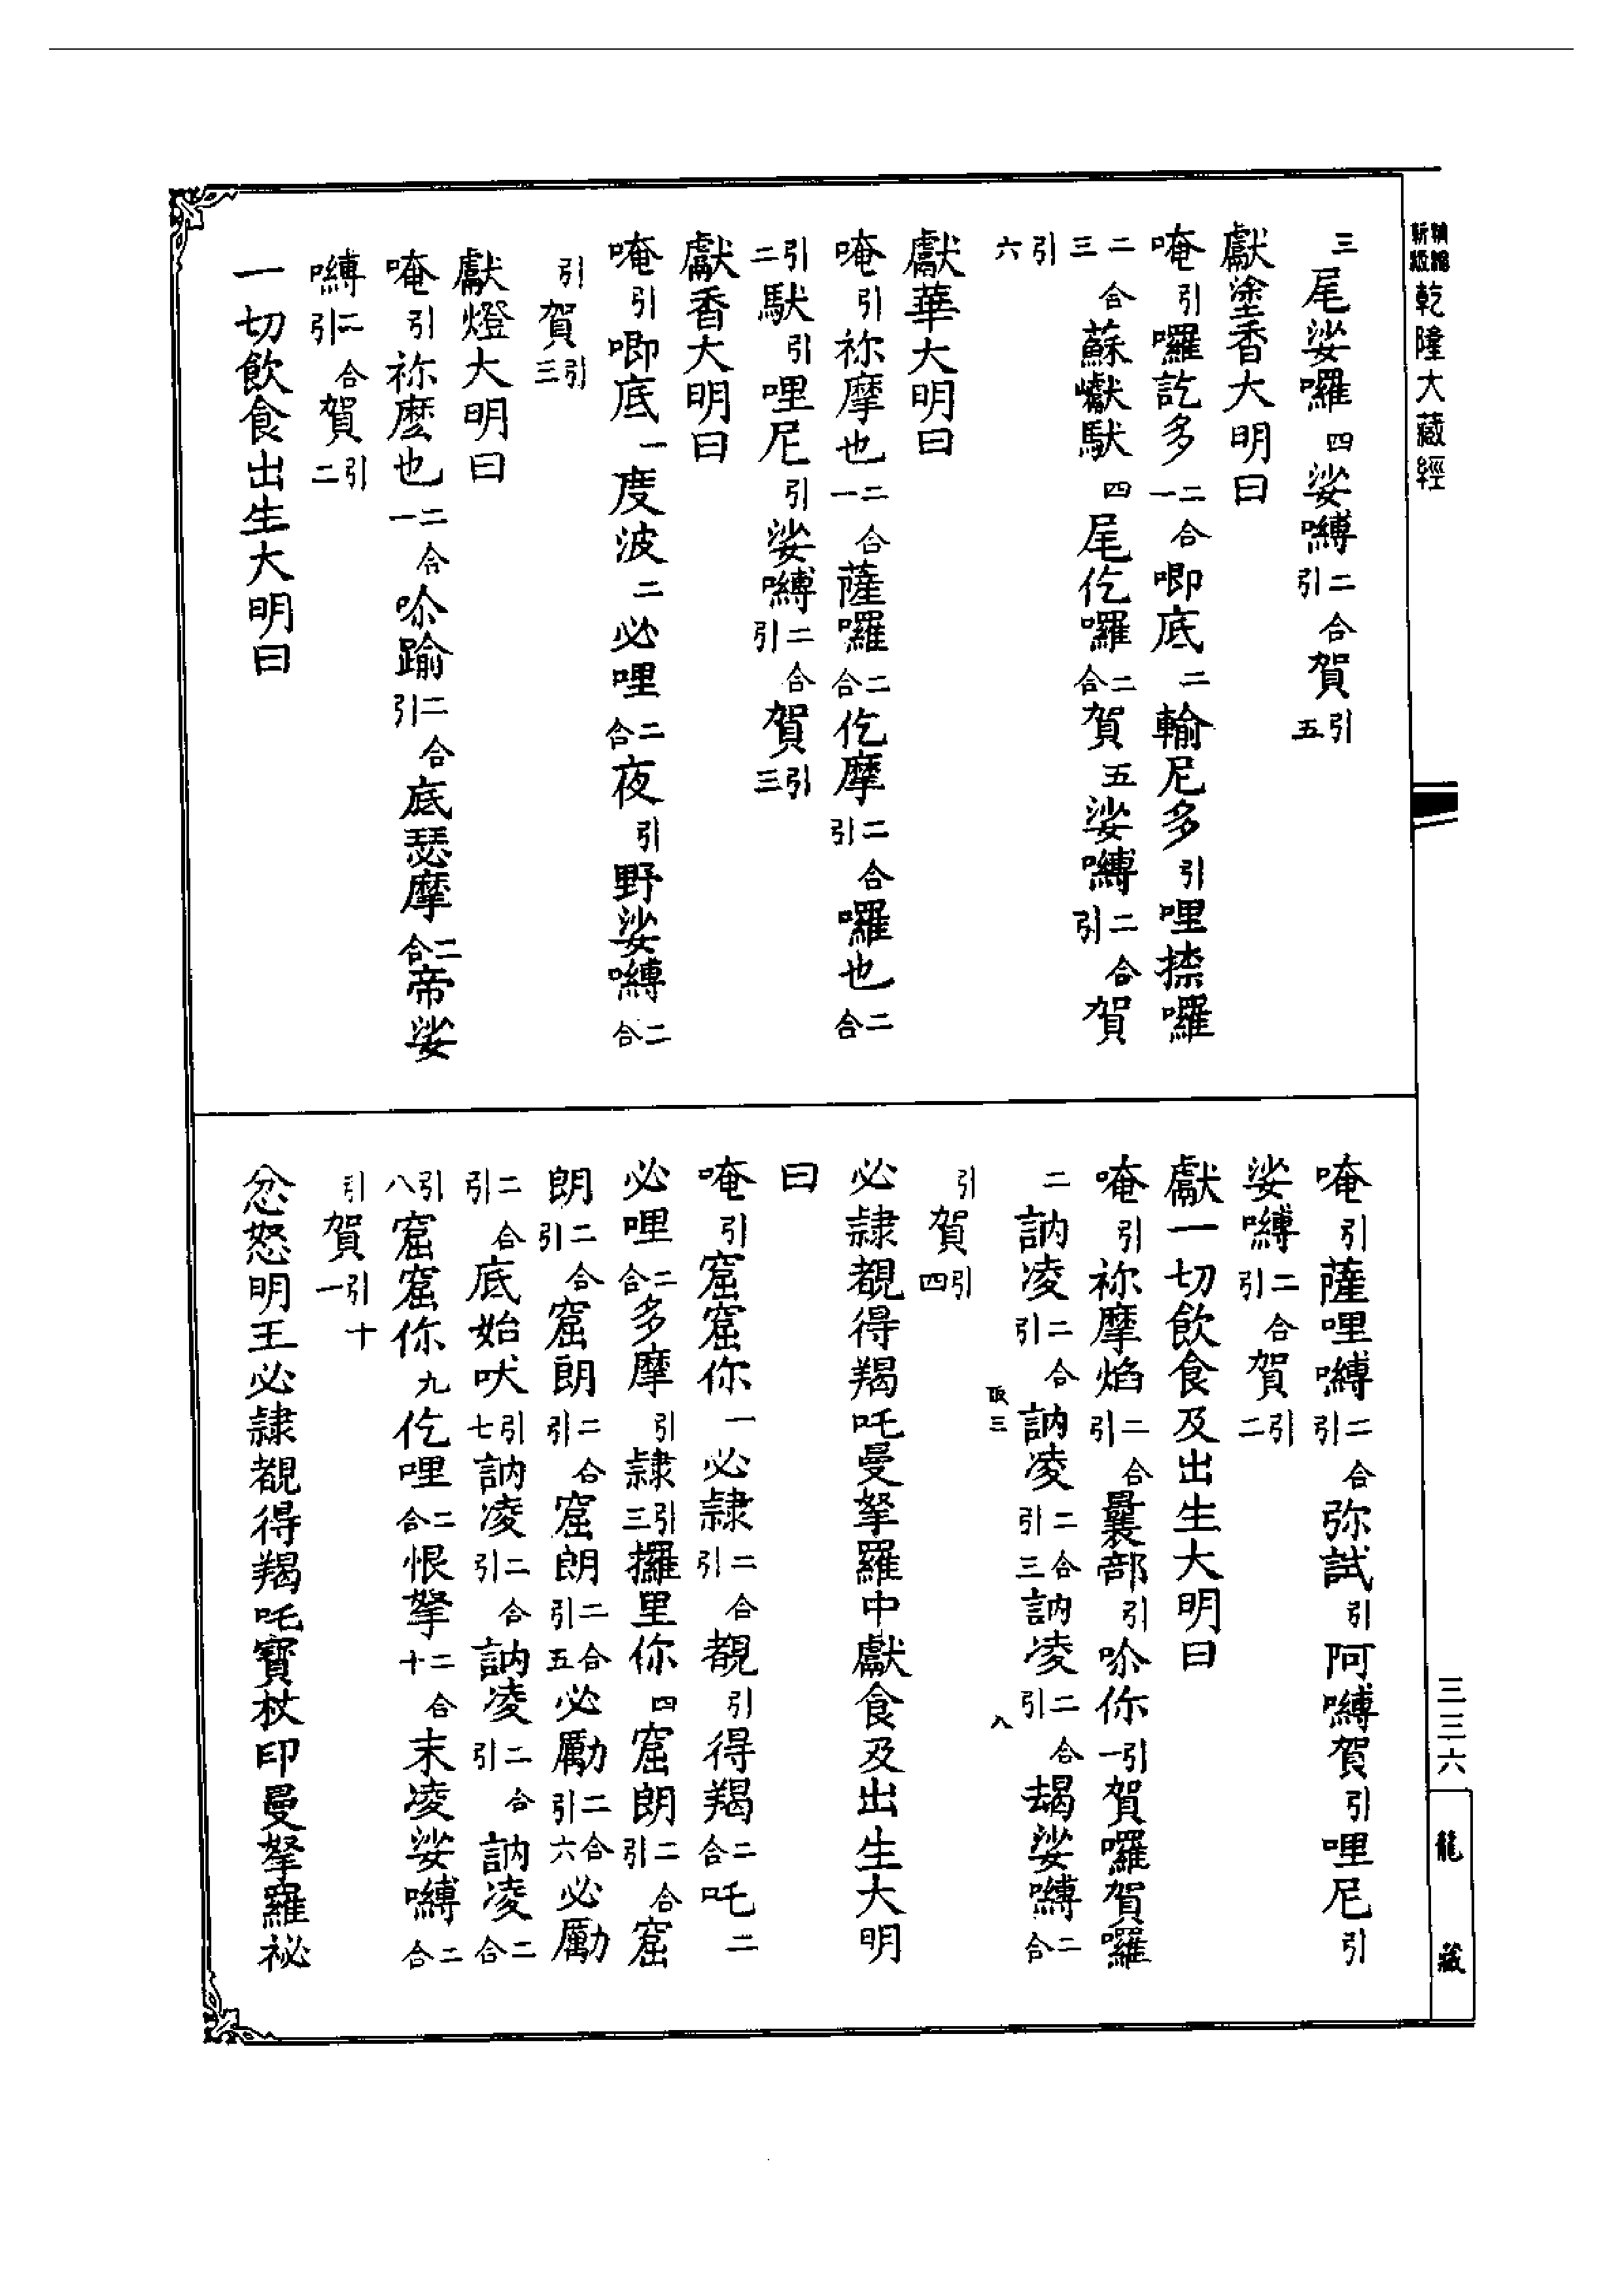 新編縮版乾隆大藏經
三尾娑囉四娑嚩二合引賀引五
獻塗香大明曰
唵引囉訖多二合一唧底二輸尼多引哩捺囉
二合三蘇巘馱四尾仡囉二合賀五娑嚩二合引賀
引六
獻華大明曰
唵引祢摩也二合一薩囉二合仡摩二合引囉也二合
引二馱引哩尼引娑嚩二合引賀引三
獻香大明曰
唵引唧底一度波二必哩二合夜引野娑嚩二合
引賀引三
獻燈大明曰
唵引祢麼也二合一吤踰二合引底瑟摩二合帝娑
嚩二合引賀引二
一切飲食出生大明曰
唵引薩哩嚩二合引弥試引阿嚩賀引哩尼引
娑嚩二合引賀引二
獻一切飲食及出生大明曰
唵引祢摩焰二合引曩部引吤你引一賀囉賀囉
二訥凌二合引訥凌二合引三訥凌二合引朅娑嚩二合
引賀引四
必隷覩得羯吒曼拏羅中獻食及出生大明
曰
唵引窟窟你一必隷二合引覩引得羯二合吒二
必哩二合多摩引隷引三攞里你四窟朗二合引窟
朗二合引窟朗二合引窟朗二合引五必勵二合引六必勵
二合引底始吠引七訥凌二合引訥凌二合引訥凌二合
引八窟窟你九仡哩二合恨拏二合十末凌娑嚩二合
引賀引十一
忿怒明王必隷覩得羯吒寶杖印曼拏羅祕
三三六
龍藏